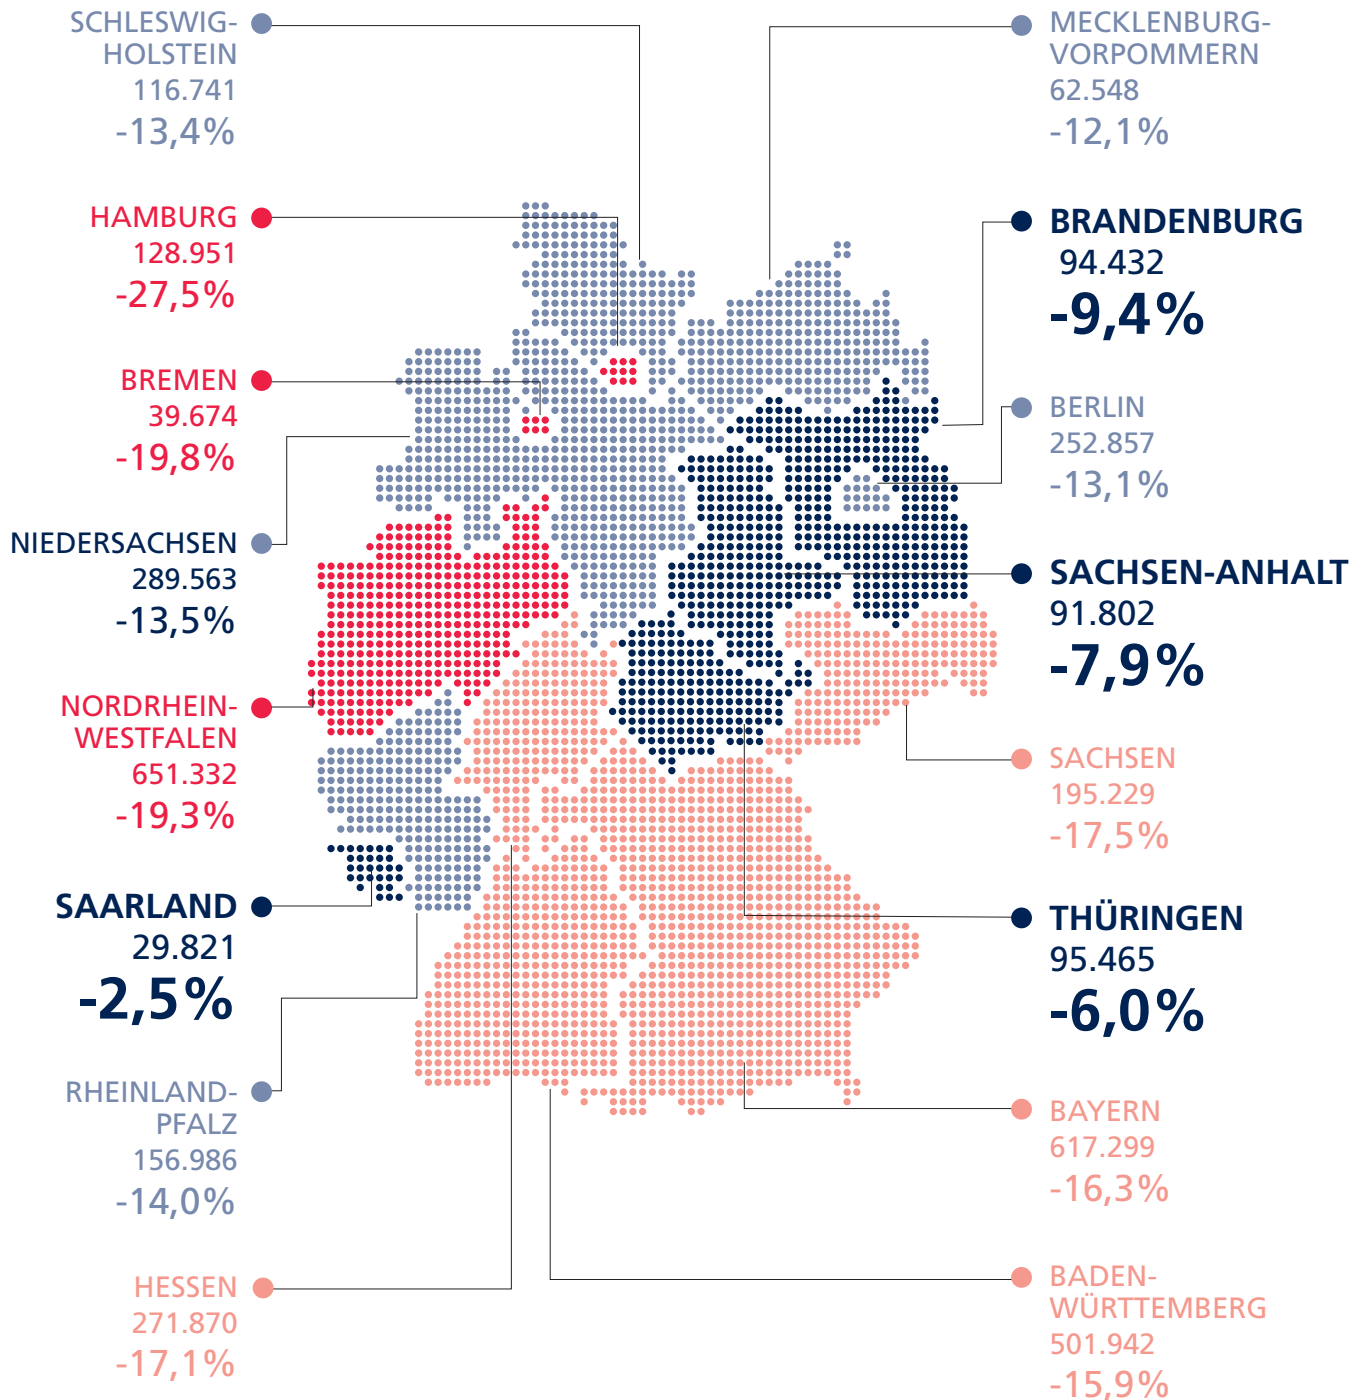 SCHLESWIG-
HOLSTEIN
116.741
-13,4%
HAMBURG
128.951
-27,5%
BREMEN
39.674
-19,8%
NIEDERSACHSEN
289.563
-13,5%
NORDRHEIN-
WESTFALEN
651.332
-19,3%
SAARLAND
29.821
-2,5%
RHEINLAND-
PFALZ
156.986
-14,0%
HESSEN
271.870
-17,1%
MECKLENBURG-
VORPOMMERN
62.548
-12,1%
BRANDENBURG
94.432
-9,4%
BERLIN
252.857
-13,1%
SACHSEN-ANHALT
91.802
-7,9%
SACHSEN
195.229
-17,5%
THÜRINGEN
95.465
-6,0%
BAYERN
617.299
-16,3%
BADEN-
WÜRTTEMBERG
501.942
-15,9%